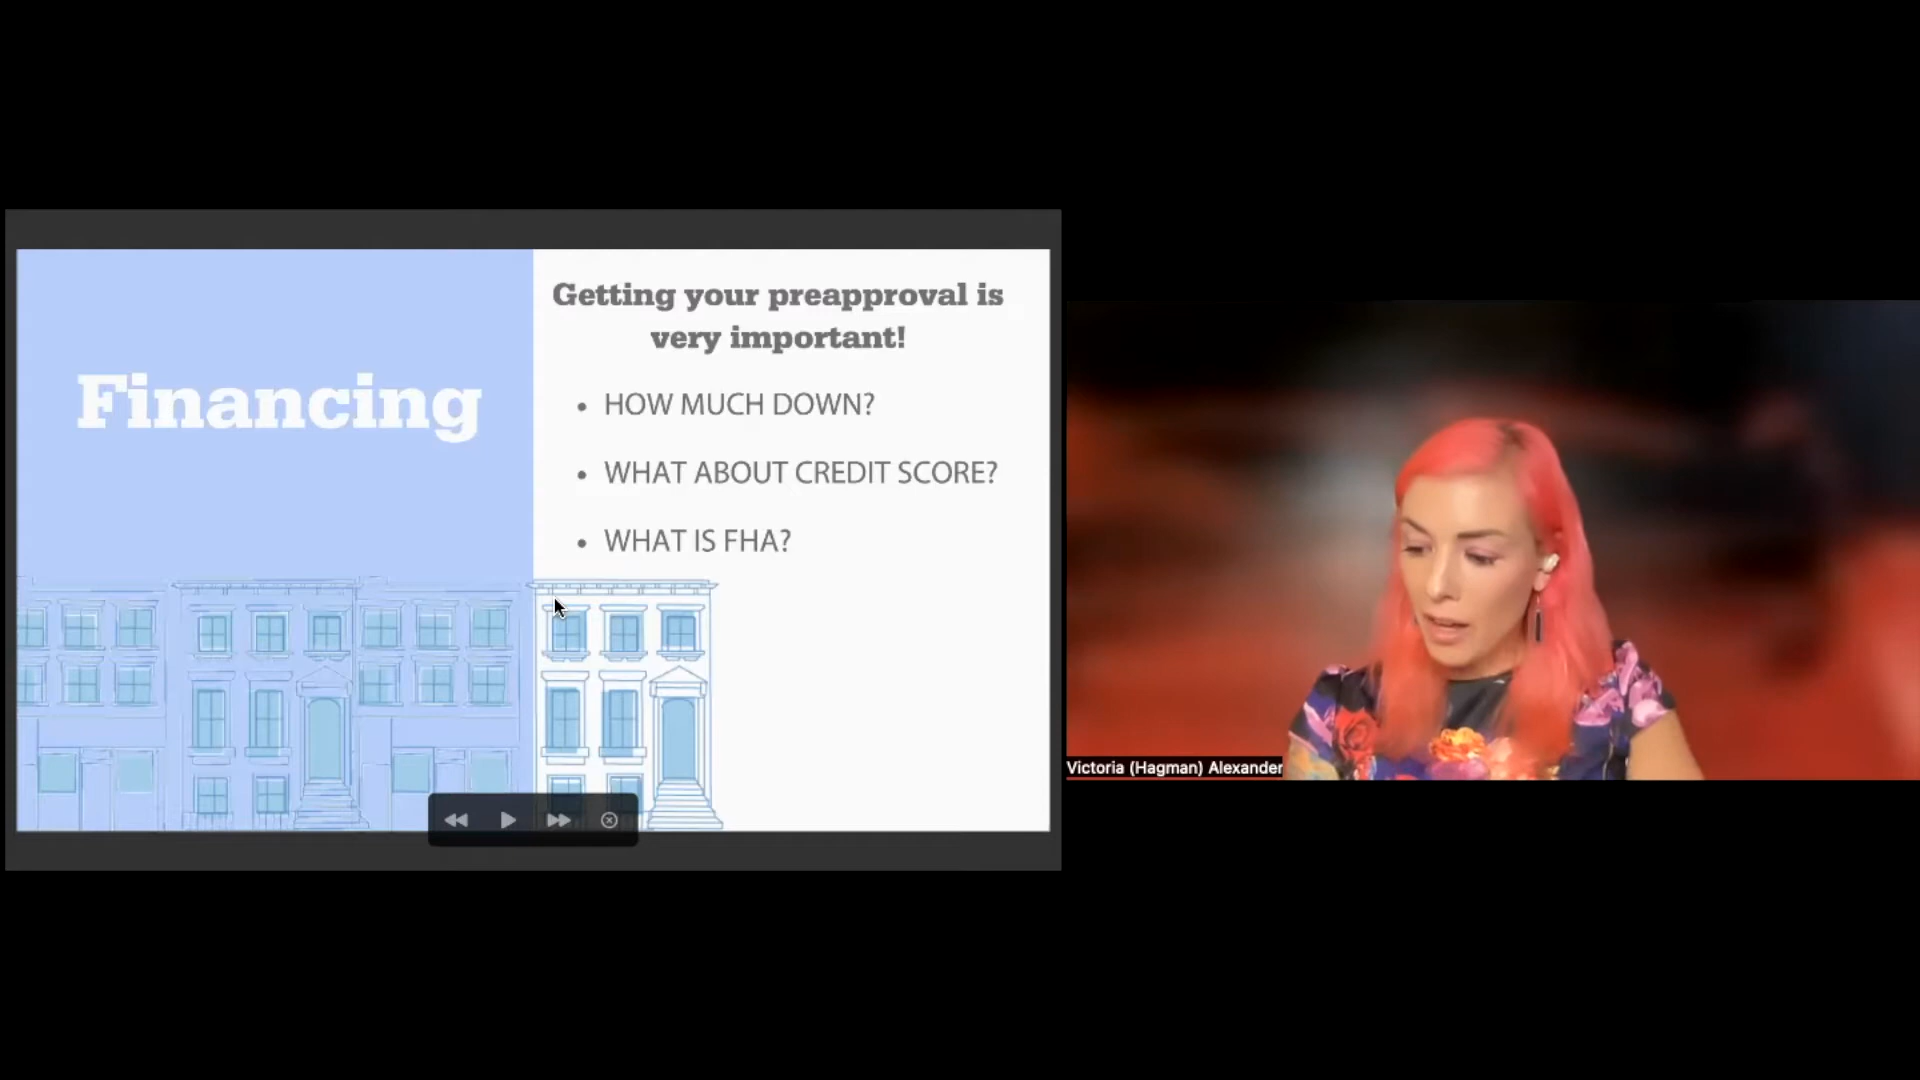 Financing
Getting your preapproval is
very important!
• HOW MUCH DOWN?
• WHAT ABOUT CREDIT SCORE?
• WHAT IS FHA?
Victoria (Hagman) Alexander